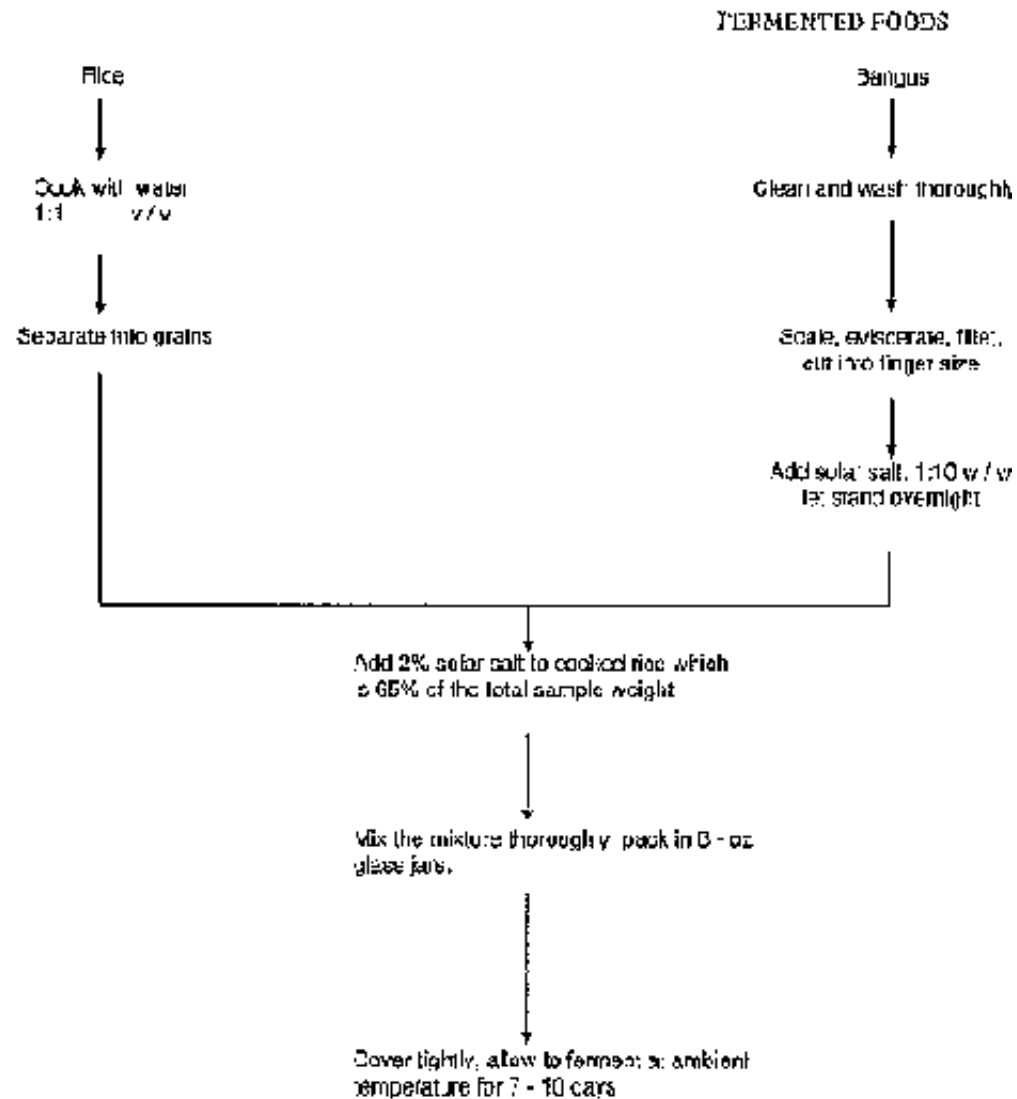 FERMENTED FOODS
Rice
Cook with water
1:1 v / v
Separate into grains
Bangus
Clean and wash thoroughly
Scale, eviscerate, fillet,
cut into finger size
Add solar salt, 1:10 w / w
let stand overnight
Add 2% solar salt to cooked rice which
is 65% of the total sample weight
Mix the mixture thoroughly pack in - oz
glass jars.
Cover tightly, allow to ferment at ambient
temperature for 7 - 10 days